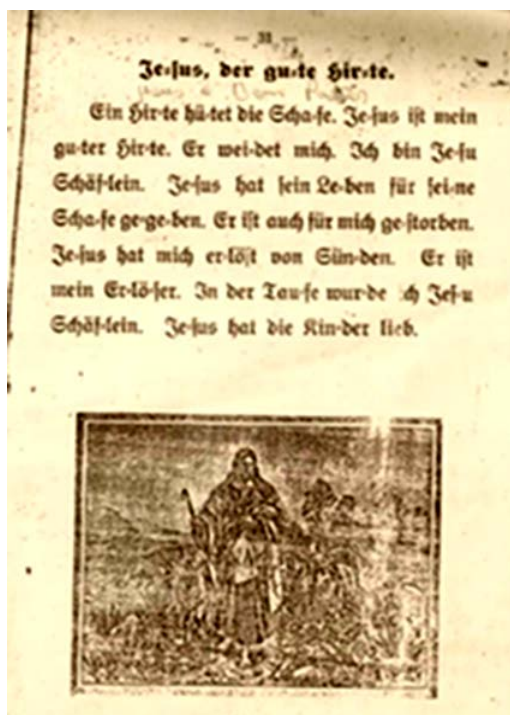 — 31 —
Je-sus, der gu-te Hir-te.
Ein Hir-te hü-tet die Scha-fe. Je-sus ist mein
gu-ter Hir-te. Er wei-det mich. Ich bin Je-su
Schäf-lein. Je-sus hat sein Le-ben für sei-ne
Scha-fe ge-ge-ben. Er ist auch für mich ge-storben.
Je-sus hat mich er-löst von Sün-den. Er ist
mein Er-lö-ser. In der Tau-fe wur-de ch Jes-u
Schäf-lein. Je-sus hat die Kin-der lieb.